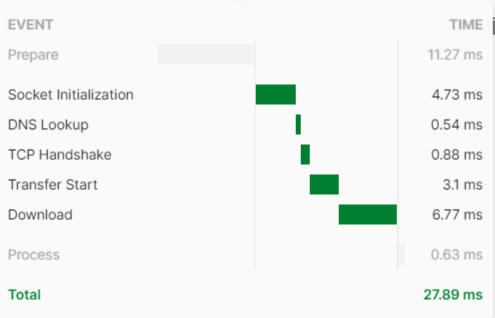 EVENT TIME
Prepare 11.27 ms
Socket Initialization 4.73 ms
DNS Lookup 0.54 ms
TCP Handshake 0.88 ms
Transfer Start 3.1 ms
Download 6.77 ms
Process 0.63 ms
Total 27.89 ms